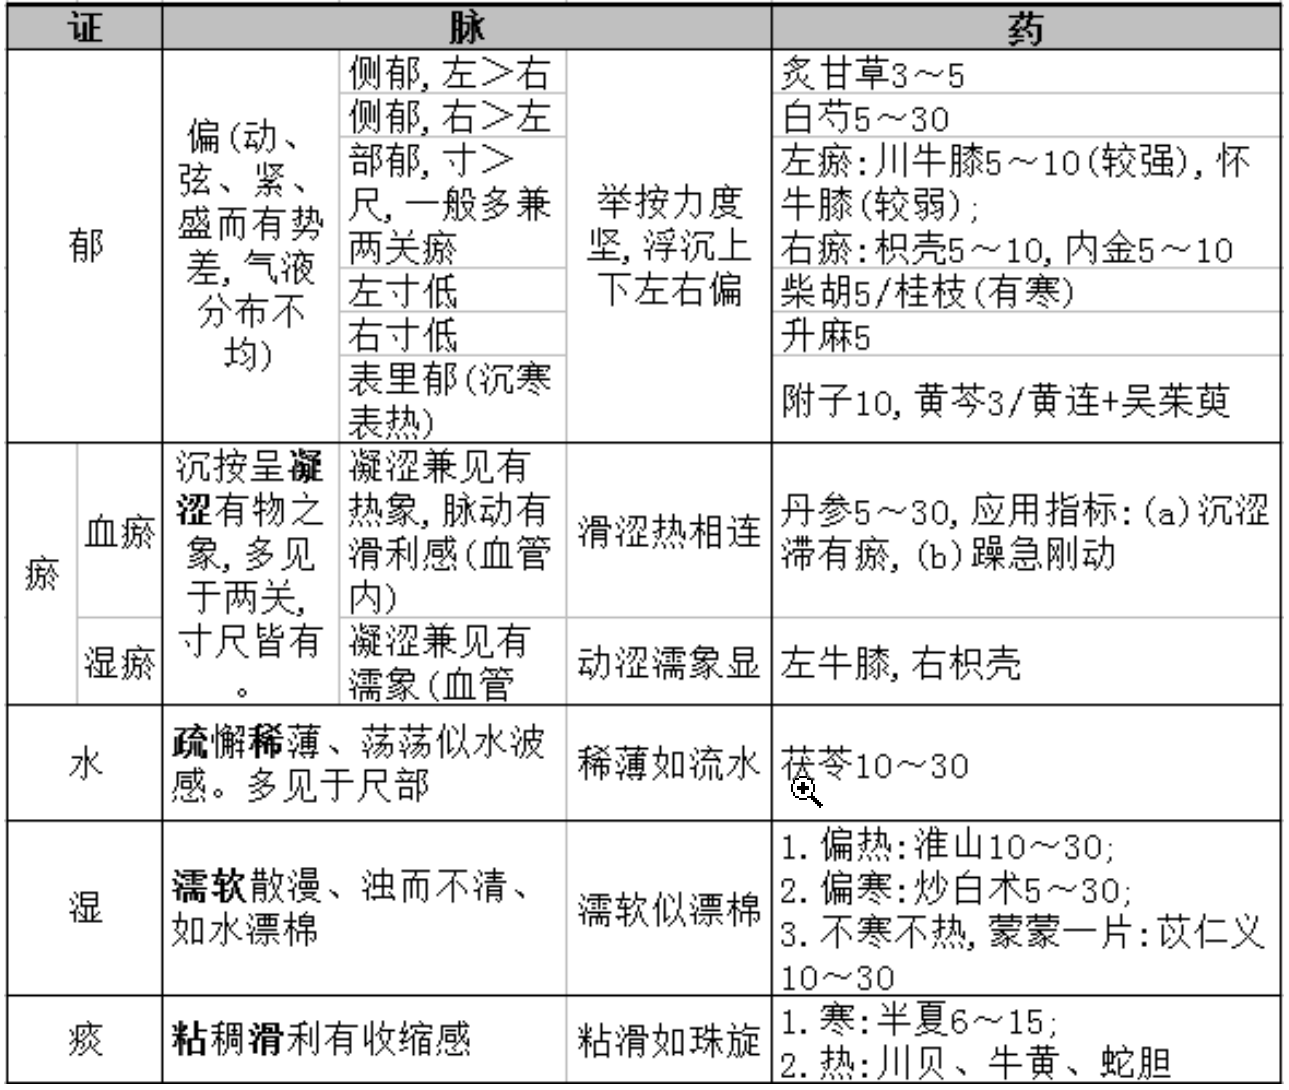 证 脉 药
郁
偏(动、
弦、紧、
盛而有势
差,气液
分布不
均)
侧郁,左＞右
侧郁,右＞左
部郁,寸＞
尺,一般多兼
两关瘀
左寸低
右寸低
表里郁(沉寒
表热)
举按力度
坚,浮沉上
下左右偏
炙甘草3～5
白芍5～30
左瘀:川牛膝5～10(较强),怀
牛膝(较弱);
右瘀:枳壳5～10,内金5～10
柴胡5/桂枝(有寒)
升麻5
附子10,黄芩3/黄连+吴茱萸
瘀
血瘀
沉按呈凝
涩有物之
象,多见
于两关,
寸尺皆有
。
凝涩兼见有
热象,脉动有
滑利感(血管
内)
滑涩热相连
丹参5～30,应用指标:(a)沉涩
滞有瘀,(b)躁急刚动
湿瘀
凝涩兼见有
濡象(血管
动涩濡象显
左牛膝,右枳壳
水
疏懈稀薄、荡荡似水波
感。多见于尺部
稀薄如流水
茯苓10～30
湿
濡软散漫、浊而不清、
如水漂棉
濡软似漂棉
1.偏热:淮山10～30;
2.偏寒:炒白术5～30;
3.不寒不热,蒙蒙一片:苡仁义
10～30
痰
粘稠滑利有收缩感
粘滑如珠旋
1.寒:半夏6～15;
2.热:川贝、牛黄、蛇胆